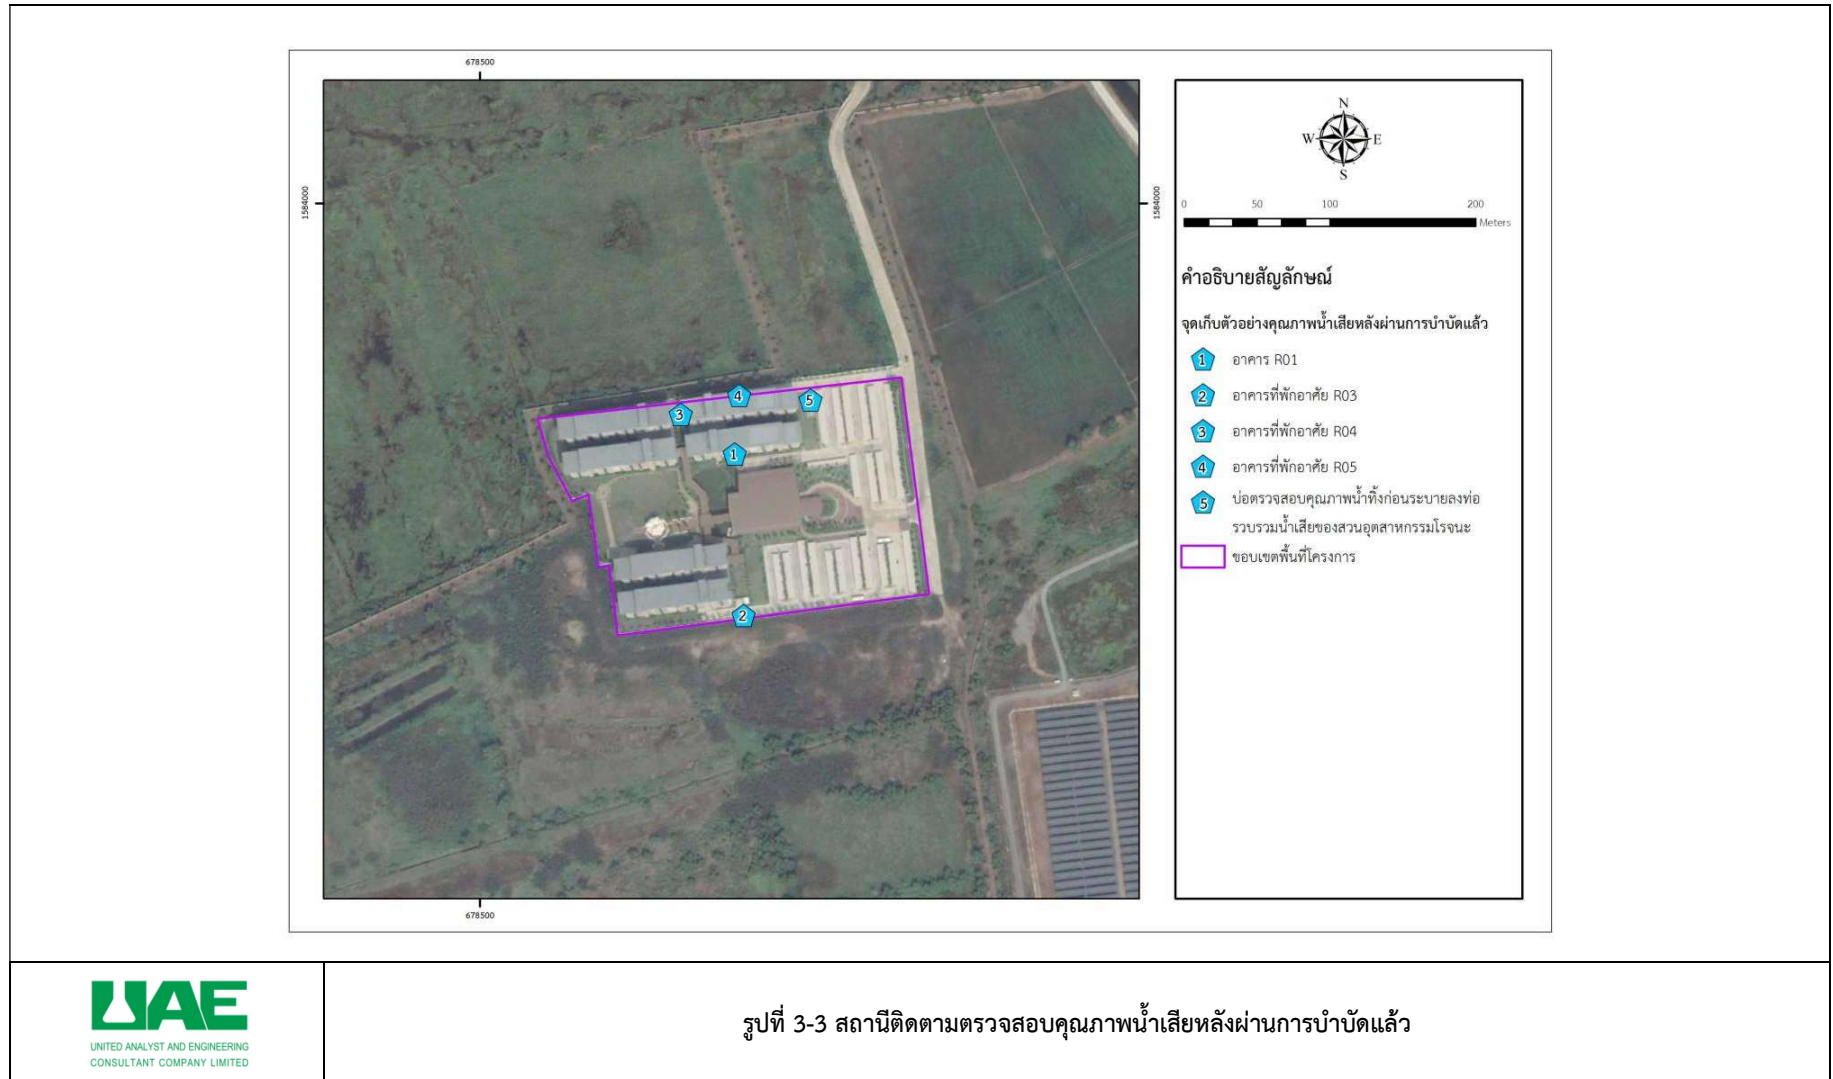 678500
1584000
1584000
678500
N
W
E
S
0 50 100 200
Meters
คำอธิบายสัญลักษณ์
จุดเก็บตัวอย่างคุณภาพน้ำเสียหลังผ่านการบำบัดแล้ว
1 อาคาร R01
2 อาคารที่พักอาศัย R03
3 อาคารที่พักอาศัย R04
4 อาคารที่พักอาศัย R05
5 บ่อตรวจสอบคุณภาพน้ำทิ้งก่อนระบายลงท่อ
รวบรวมน้ำเสียของสวนอุตสาหกรรมโรจนะ
ขอบเขตพื้นที่โครงการ
4
5
3
1
2
UAE
UNITED ANALYST AND ENGINEERING
CONSULTANT COMPANY LIMITED
รูปที่ 3-3 สถานีติดตามตรวจสอบคุณภาพน้ำเสียหลังผ่านการบำบัดแล้ว